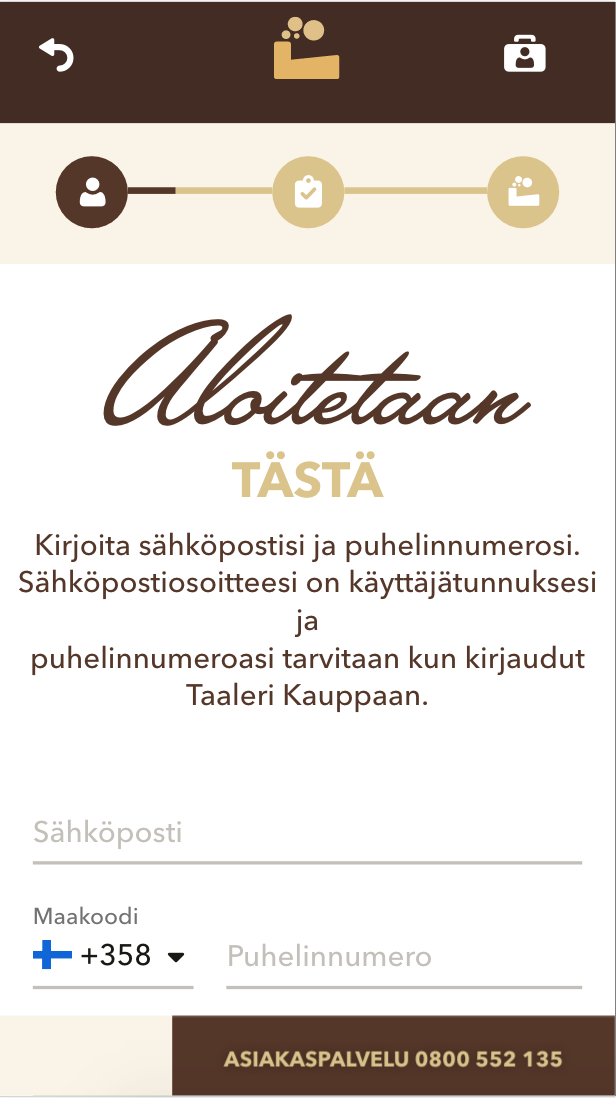 Aloitetaan
TÄSTÄ
Kirjoita sähköpostisi ja puhelinnumerosi.
Sähköpostiosoitteesi on käyttäjätunnuksesi
ja
puhelinnumeroasi tarvitaan kun kirjaudut
Taaleri Kauppaan.
Sähköposti
Maakoodi
+358
Puhelinnumero
ASIAKASPALVELU 0800 552 135